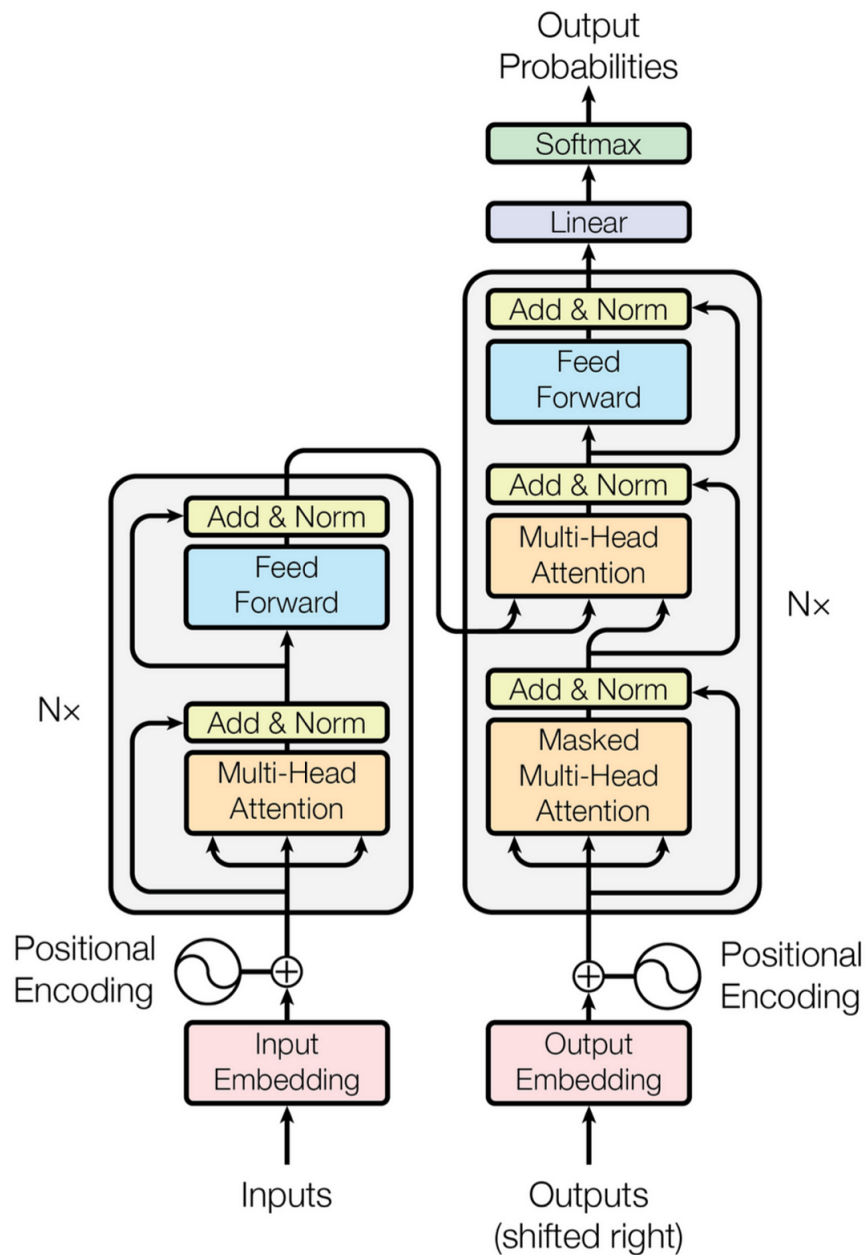 Output
Probabilities
Softmax
Linear
Add & Norm
Feed
Forward
Add & Norm
Multi-Head
Attention
Add & Norm
Masked
Multi-Head
Attention
N×
Add & Norm
Feed
Forward
Add & Norm
Multi-Head
Attention
N×
Positional
Encoding
Positional
Encoding
Input
Embedding
Output
Embedding
Inputs
Outputs
(shifted right)